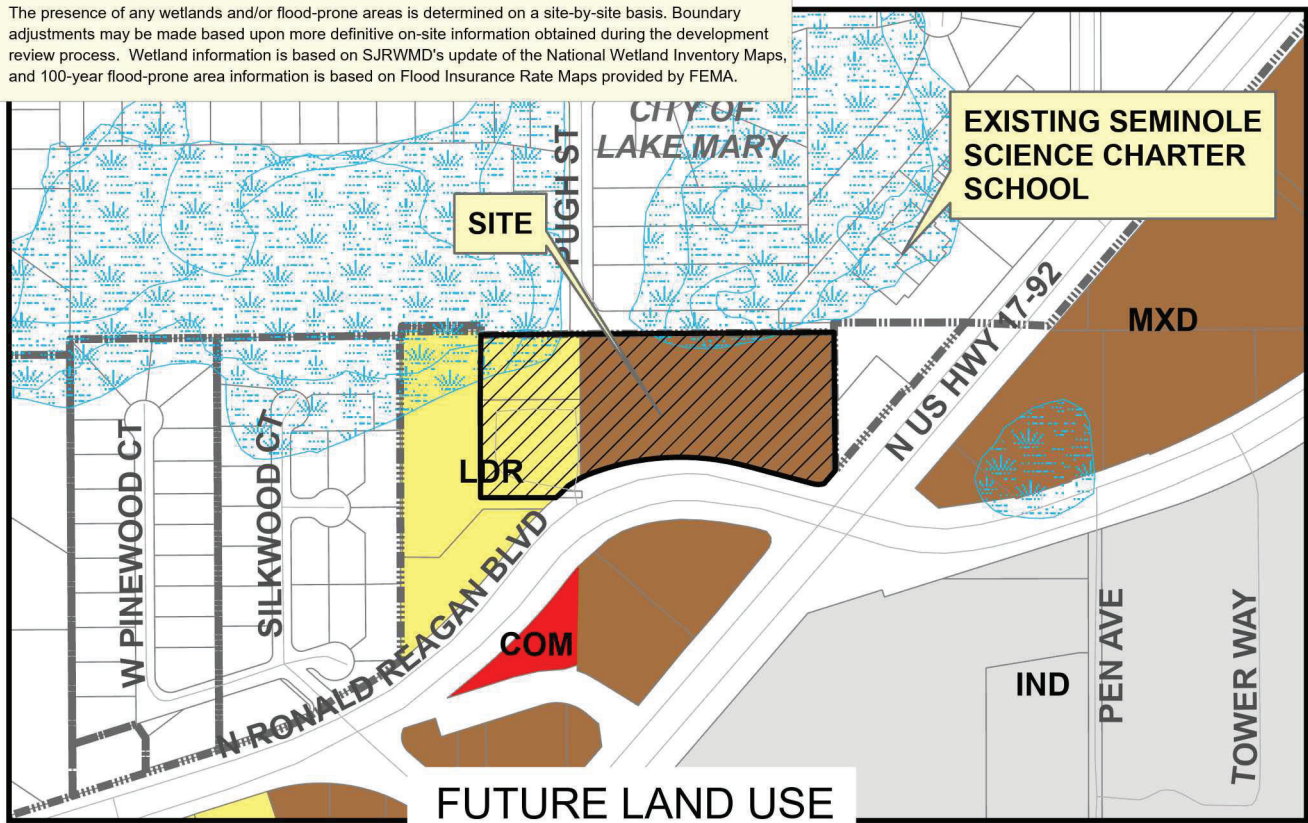 The presence of any wetlands and/or flood-prone areas is determined on a site-by-site basis. Boundary
adjustments may be made based upon more definitive on-site information obtained during the development
review process. Wetland information is based on SJRWMD's update of the National Wetland Inventory Maps,
and 100-year flood-prone area information is based on Flood Insurance Rate Maps provided by FEMA.
CITY OF
LAKE MARY
EXISTING SEMINOLE
SCIENCE CHARTER
SCHOOL
PUGH ST
SITE
N US HWY 17-92
MXD
W PINEWOOD CT
SILKWOOD CT
LDR
N RONALD REAGAN BLVD
COM
IND
PEN AVE
TOWER WAY
FUTURE LAND USE